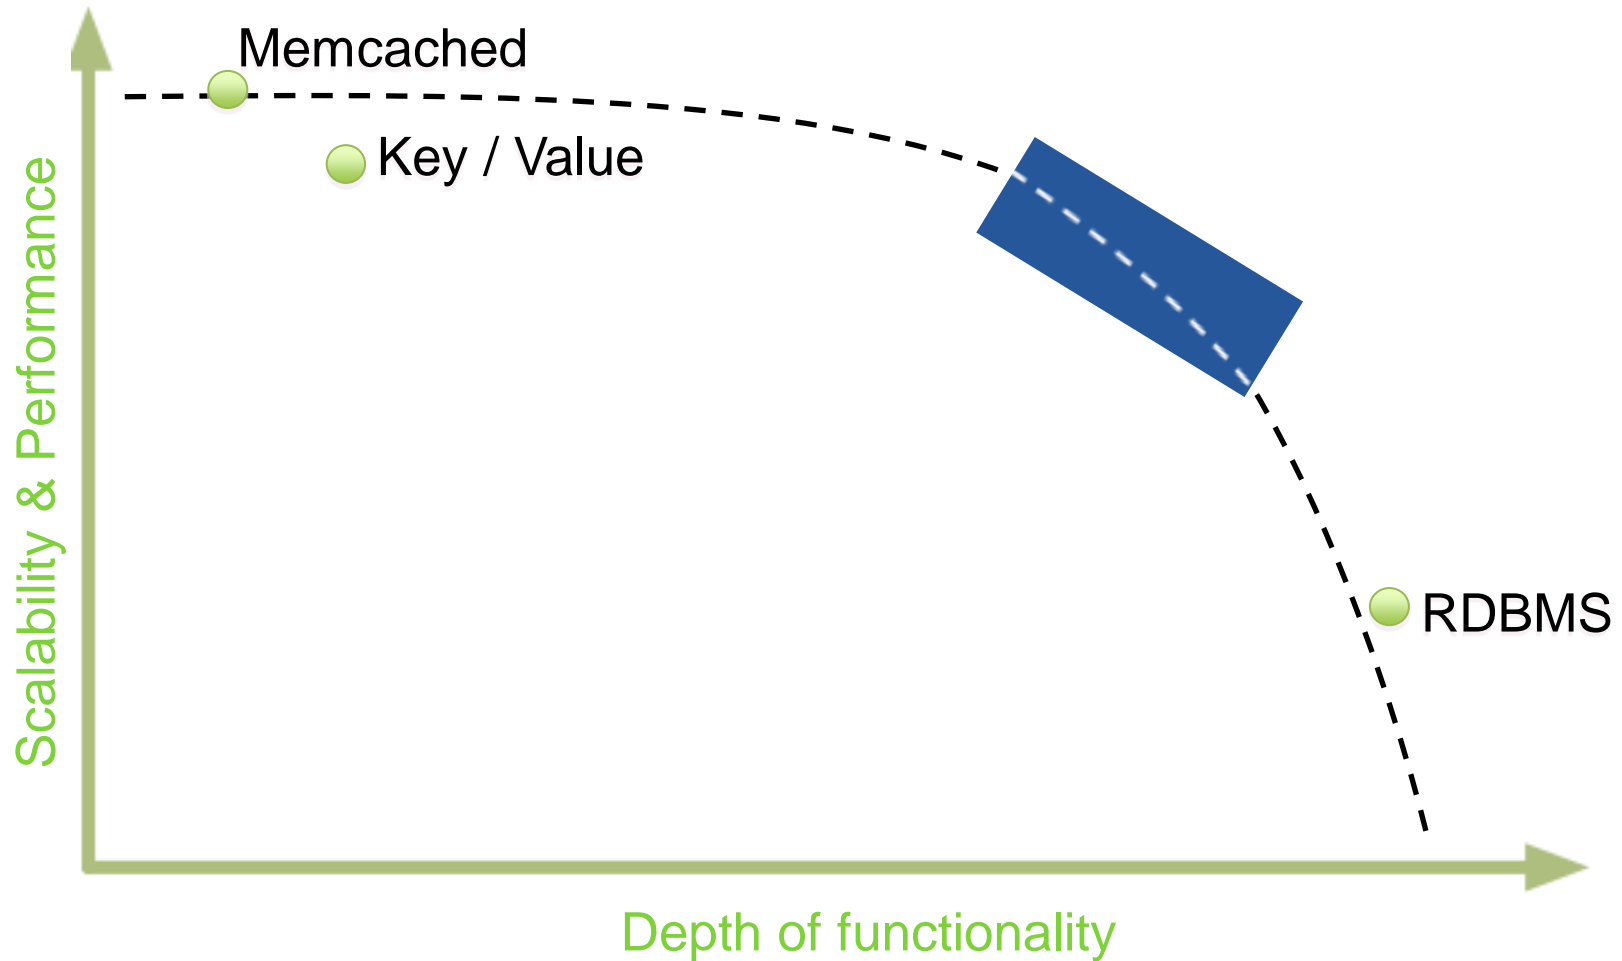 Memcached
Key / Value
Scalability & Performance
RDBMS
Depth of functionality